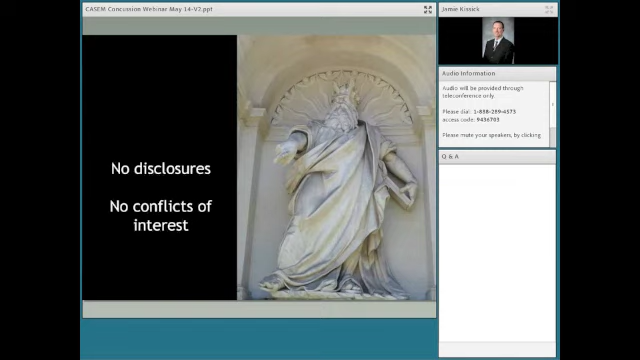 CASEM Concussion Webinar May 14-V2.ppt
No disclosures
No conflicts of
interest
Jamie Kissick
Audio Information
Audio will be provided through
teleconference only.
Please dial: 1-888-289-4573
access code: 9436703
Please mute your speakers, by clicking
Q & A